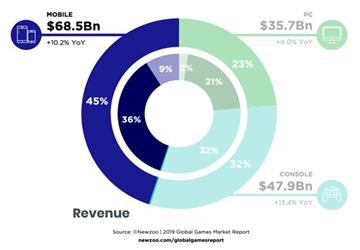 MOBILE
$68.5Bn
+10.2% YoY
PC
$35.7Bn
+4.0% YoY
9%
2%
23%
21%
45%
36%
32%
32%
CONSOLE
$47.9Bn
+13.4% YoY
Revenue
Source: ©Newzoo | 2019 Global Games Market Report
newzoo.com/globalgamesreport